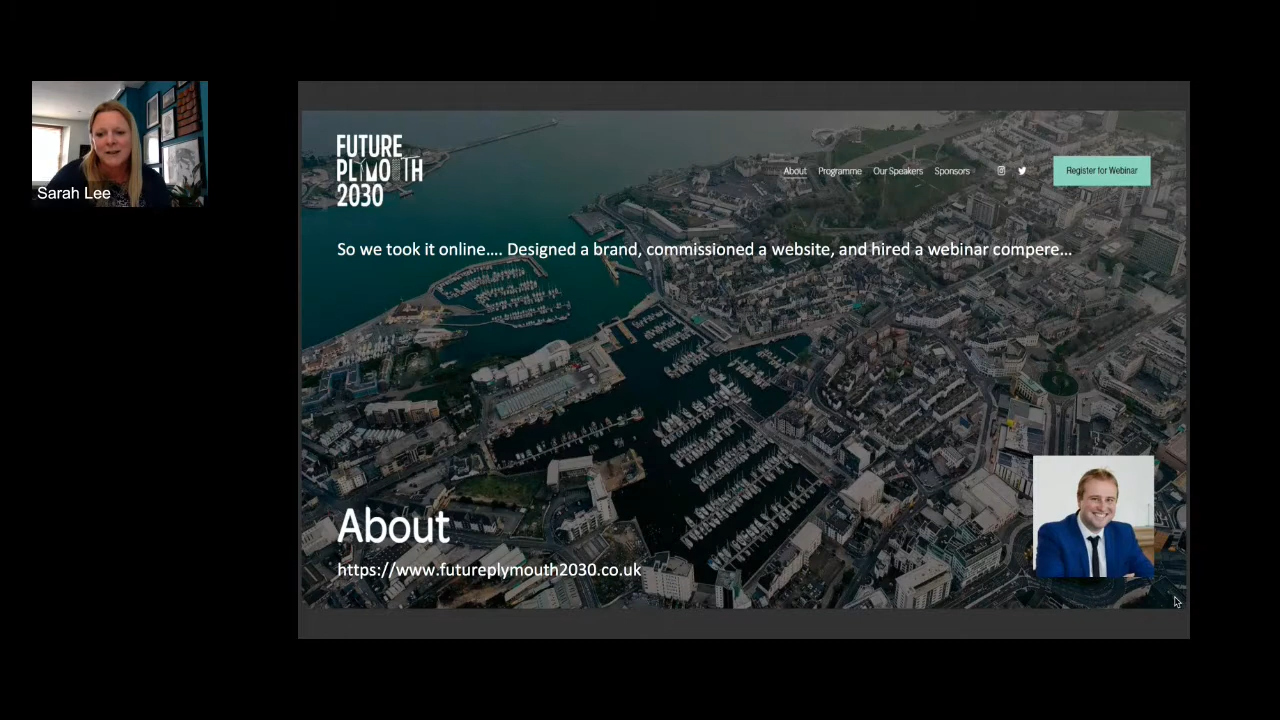 Sarah Lee
FUTURE
PLYMOUTH
2030
About Programme Our Speakers Sponsors
Register for Webinar
So we took it online.... Designed a brand, commissioned a website, and hired a webinar compere...
About
https://www.futureplymouth2030.co.uk